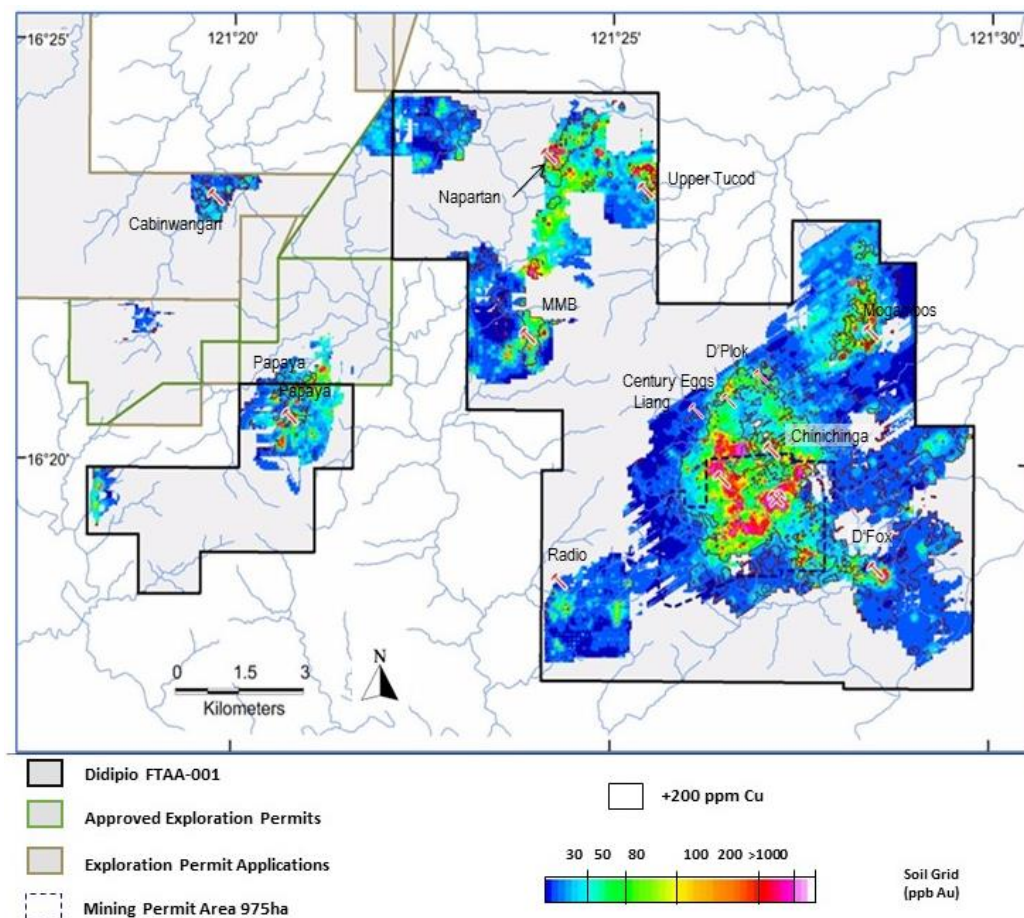 16°25'
121°20'
121°25'
121°30'
Napartan
Upper Tucod
Cabinwangan
MMB
Mogambos
D'Plok
Papaya
Century Eggs
Papaya
Liang
Chinichinga
16°20'
D'Fox
Radio
0 1.5 3
Kilometers
N
Didipio FTAA-001
+200 ppm Cu
Approved Exploration Permits
Exploration Permit Applications
30 50 80 100 200 >1000
Soil Grid
(ppb Au)
Mining Permit Area 975ha